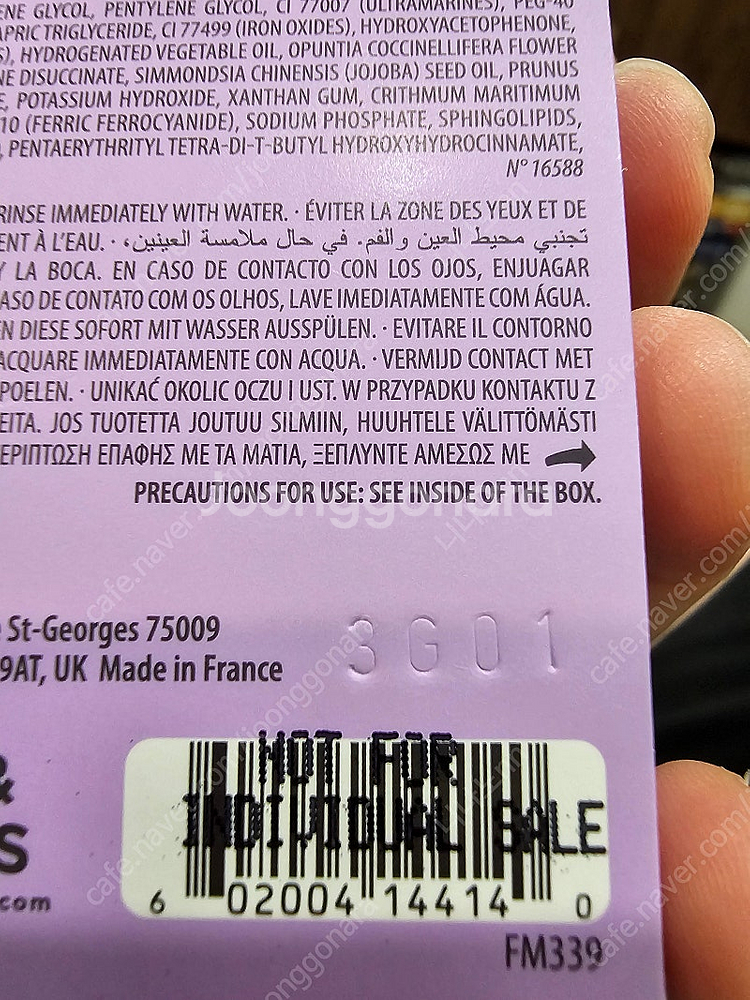 ENE GLYCOL, PENTYLENE GLYCOL, CI 77007 (ULTRAMARINES), PEG-40
APRIC TRIGLYCERIDE, CI 77499 (IRON OXIDES), HYDROXYACETOPHENONE,
S), HYDROGENATED VEGETABLE OIL, OPUNTIA COCCINELLIFERA FLOWER
NE DISUCCINATE, SIMMONDSIA CHINENSIS (JOJOBA) SEED OIL, PRUNUS
E, POTASSIUM HYDROXIDE, XANTHAN GUM, CRITHMUM MARITIMUM
10 (FERRIC FERROCYANIDE), SODIUM PHOSPHATE, SPHINGOLIPIDS,
, PENTAERYTHRITYL TETRA-DI-T-BUTYL HYDROXYHYDROCINNAMATE,
N° 16588
RINSE IMMEDIATELY WITH WATER. · ÉVITER LA ZONE DES YEUX ET DE
ENT À L'EAU. · تجنبي محيط العين والفم. في حال ملامسة العينين،
Y LA BOCA. EN CASO DE CONTACTO CON LOS OJOS, ENJUAGAR
ASO DE CONTATO COM OS OLHOS, LAVE IMEDIATAMENTE COM ÁGUA.
EN DIESE SOFORT MIT WASSER AUSSPÜLEN. · EVITARE IL CONTORNO
ACQUARE IMMEDIATAMENTE CON ACQUA. · VERMIJD CONTACT MET
POELEN. · UNIKAĆ OKOLIC OCZU I UST. W PRZYPADKU KONTAKTU Z
EITA. JOS TUOTETTA JOUTUU SILMIIN, HUUHTELE VÄLITTÖMÄSTI
ΕΡΙΠΤΩΣΗ ΕΠΑΦΗΣ ΜΕ ΤΑ ΜΑΤΙΑ, ΞΕΠΛΥΝΤΕ ΑΜΕΣΩΣ ΜΕ
PRECAUTIONS FOR USE: SEE INSIDE OF THE BOX.
Joonggonara
St-Georges 75009
9AT, UK Made in France
3G01
NOT FOR
INDIVIDUAL SALE
6 02004 14414 0
&
S
.com
FM339
cafe.naver.com/joonggonara